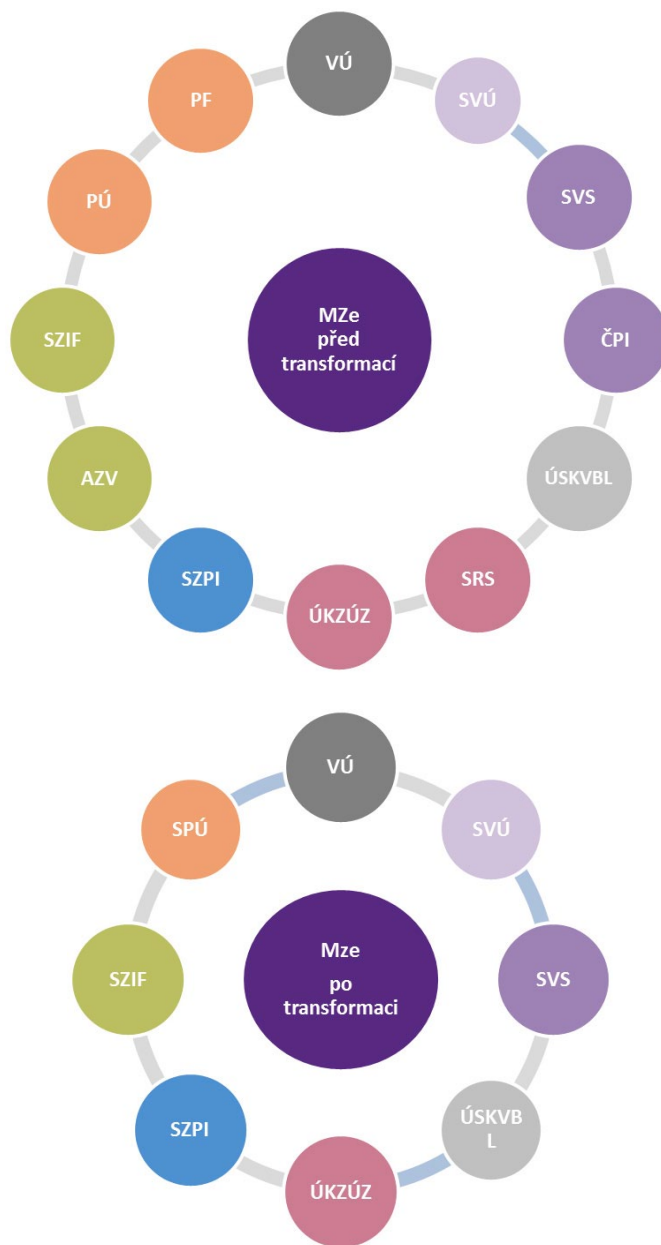 VÚ
PF
SVÚ
PÚ
SVS
MZe
před
transformací
SZIF
ČPI
AZV
ÚSKVBL
SZPI
SRS
ÚKZÚZ
VÚ
SPÚ
SVÚ
Mze
po
transformaci
SZIF
SVS
SZPI
ÚSKVB
L
ÚKZÚZ